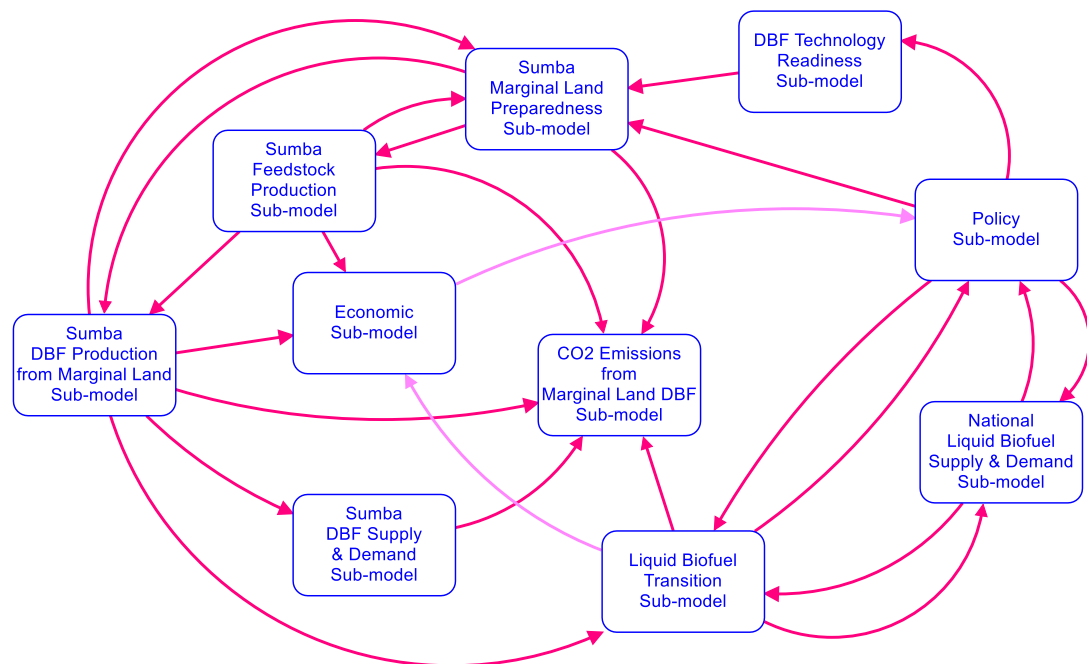 DBF Technology
Readiness
Sub-model
Sumba
Marginal Land
Preparedness
Sub-model
Sumba
Feedstock
Production
Sub-model
Policy
Sub-model
Economic
Sub-model
Sumba
DBF Production
from Marginal Land
Sub-model
CO2 Emissions
from
Marginal Land DBF
Sub-model
National
Liquid Biofuel
Supply & Demand
Sub-model
Sumba
DBF Supply
& Demand
Sub-model
Liquid Biofuel
Transition
Sub-model